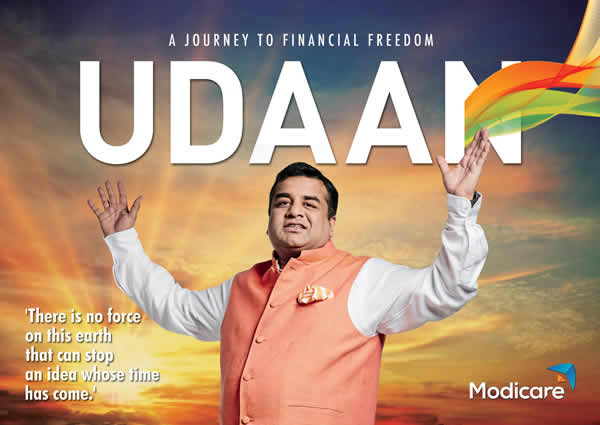 A JOURNEY TO FINANCIAL FREEDOM
UDAAN
'There is no force
on this earth
that can stop
an idea whose time
has come.'
Modicare